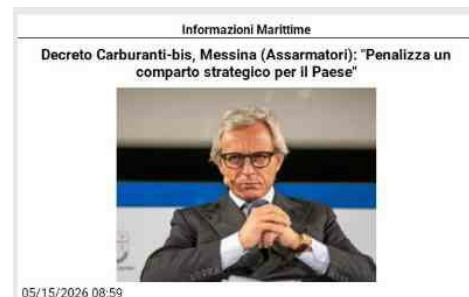 Informazioni Marittime
Decreto Carburanti-bis, Messina (Assarmatori): "Penalizza un
comparto strategico per il Paese"
05/15/2026 08:59